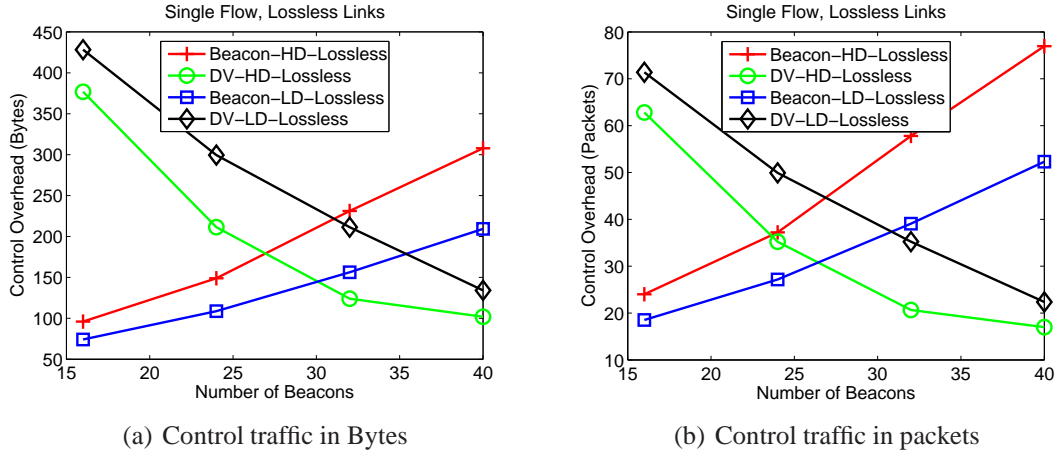 Single Flow, Lossless Links
450
400
350
300
250
200
150
100
50
15
20
25
30
35
40
Control Overhead (Bytes)
Number of Beacons
Beacon−HD−Lossless
DV−HD−Lossless
Beacon−LD−Lossless
DV−LD−Lossless
(a) Control traffic in Bytes
Single Flow, Lossless Links
80
70
60
50
40
30
20
10
15
20
25
30
35
40
Control Overhead (Packets)
Number of Beacons
Beacon−HD−Lossless
DV−HD−Lossless
Beacon−LD−Lossless
DV−LD−Lossless
(b) Control traffic in packets